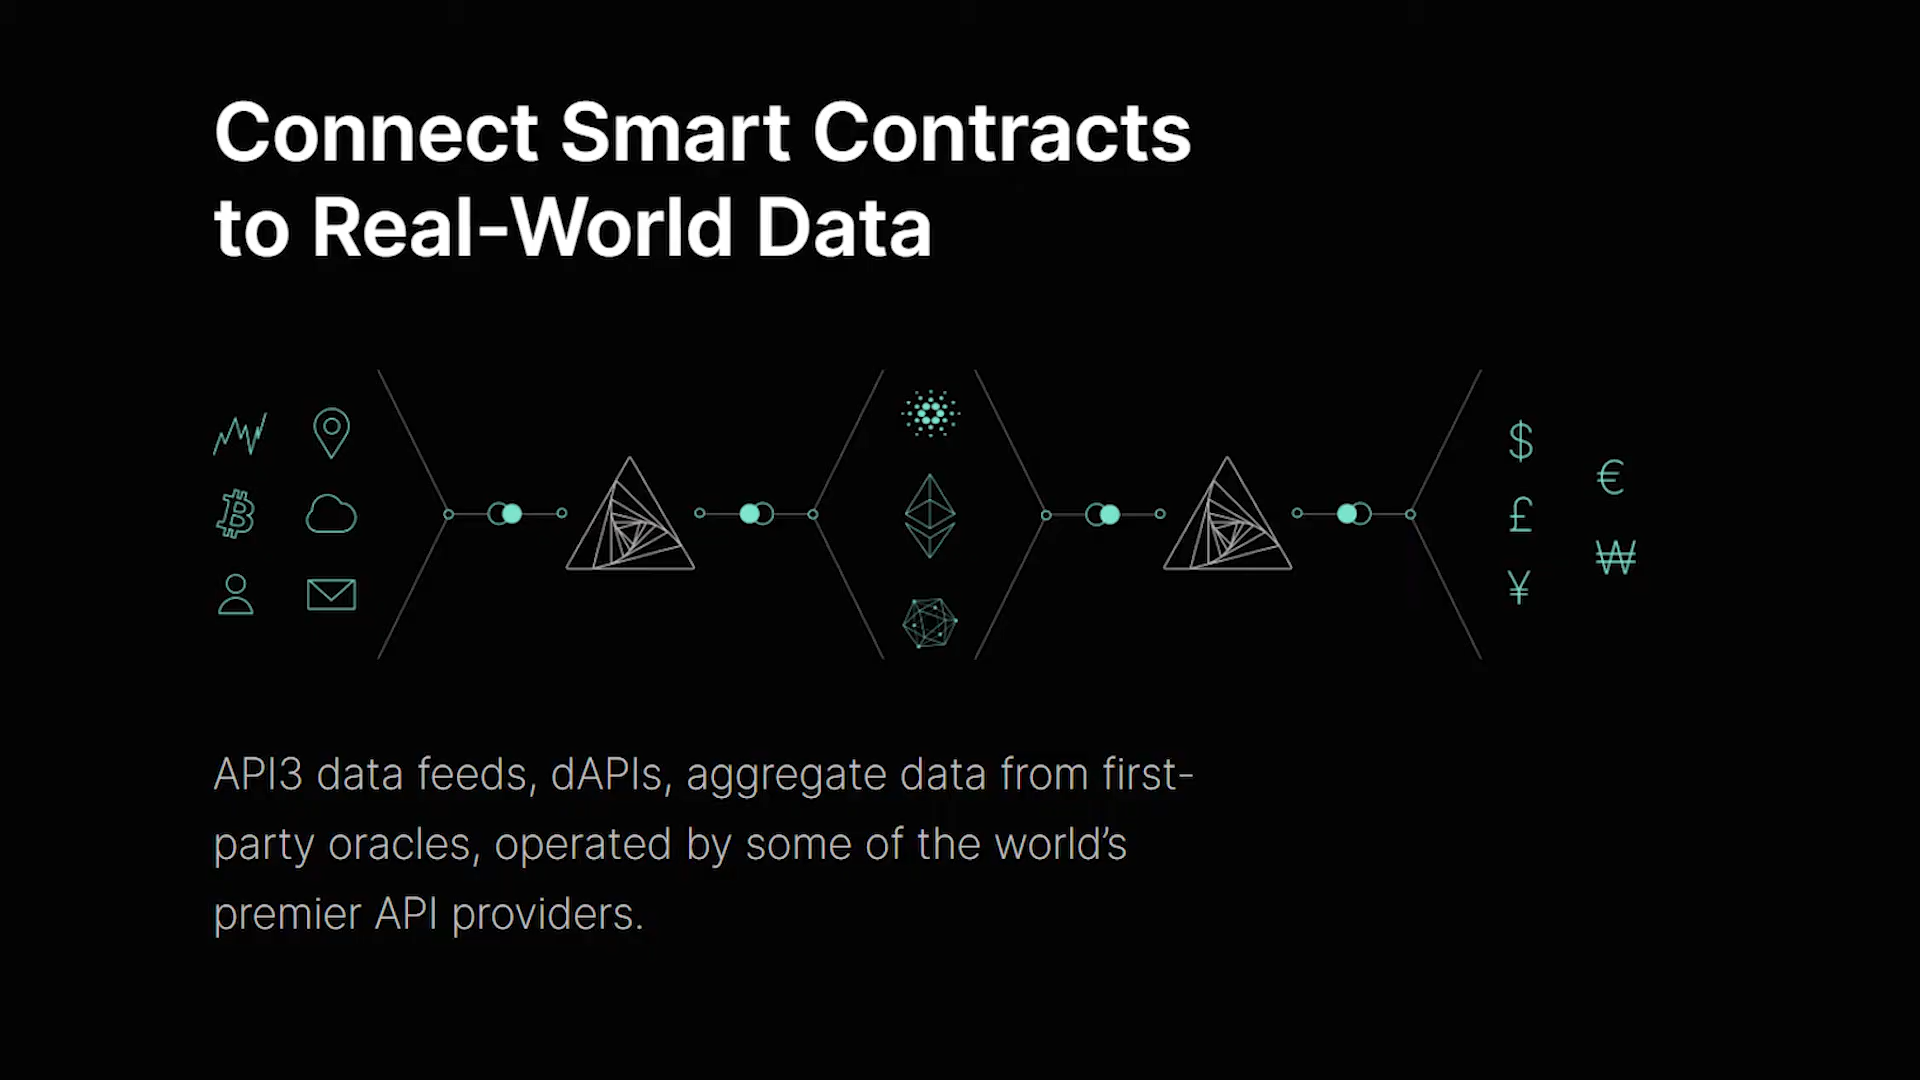 Connect Smart Contracts
to Real-World Data
$
€
£
₩
¥
API3 data feeds, dAPIs, aggregate data from first-
party oracles, operated by some of the world’s
premier API providers.